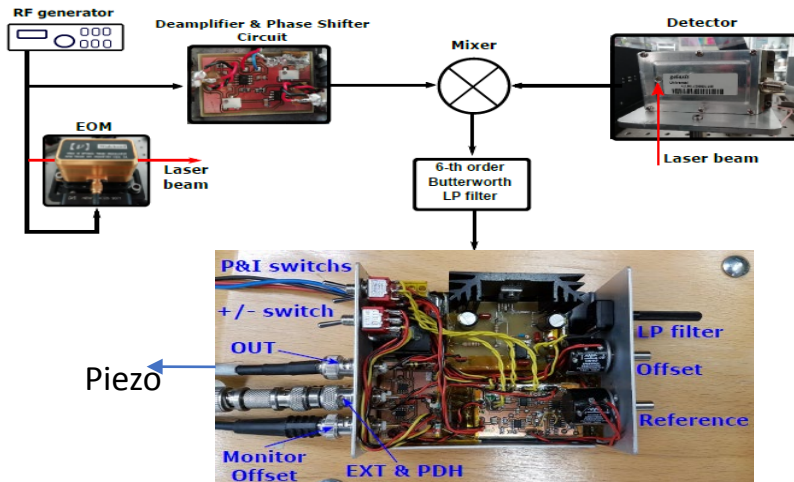 RF generator
Deamplifier & Phase Shifter
Circuit
Mixer
Detector
EOM
Laser
beam
Laser beam
6-th order
Butterworth
LP filter
P&I switchs
+/- switch
OUT
Piezo
Monitor
Offset
EXT & PDH
LP filter
Offset
Reference